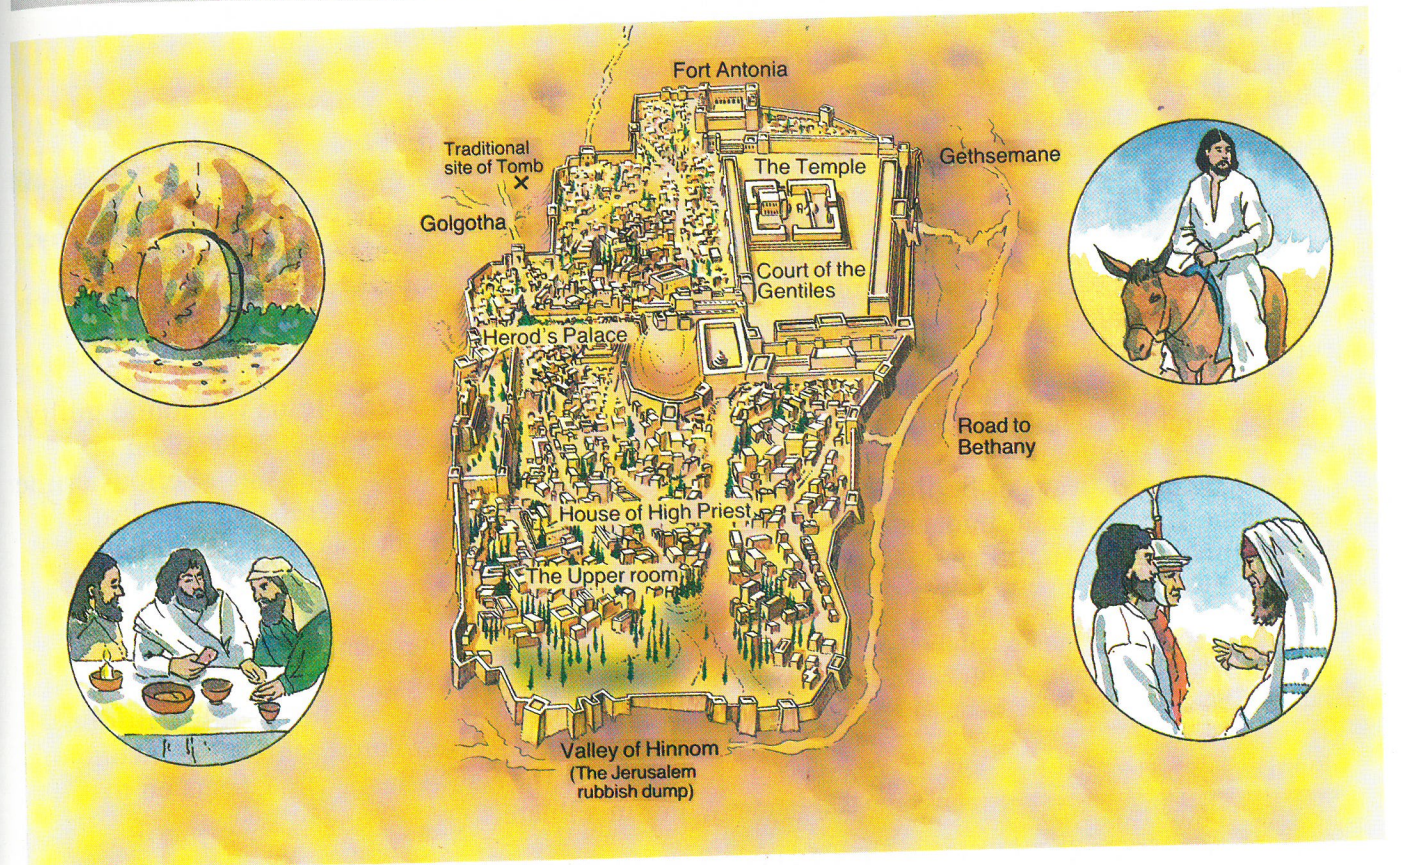 Fort Antonia
Traditional
site of Tomb
Gethsemane
The Temple
Golgotha
Court of the
Gentiles
Herod's Palace
Road to
Bethany
House of High Priest
The Upper room
Valley of Hinnom
(The Jerusalem
rubbish dump)